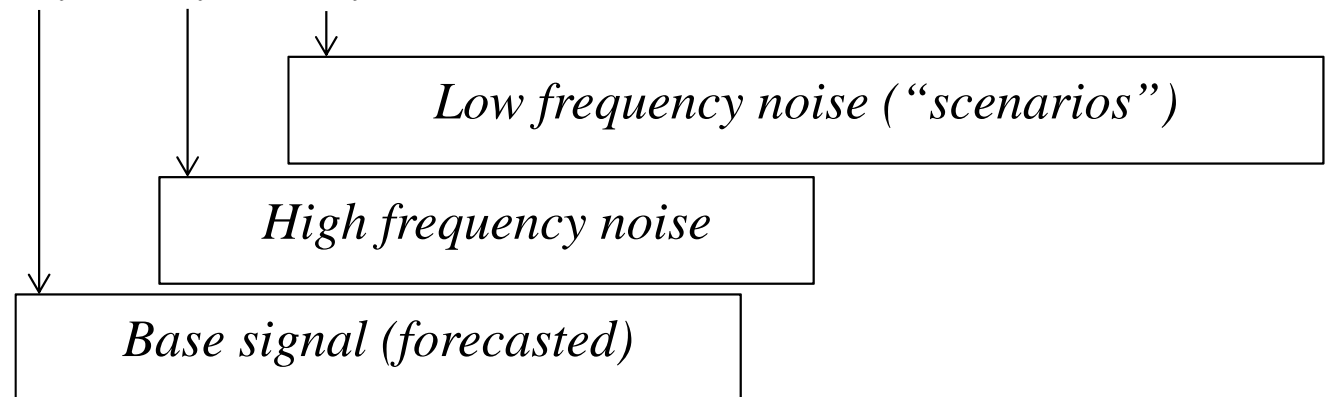 Low frequency noise (“scenarios”)
High frequency noise
Base signal (forecasted)